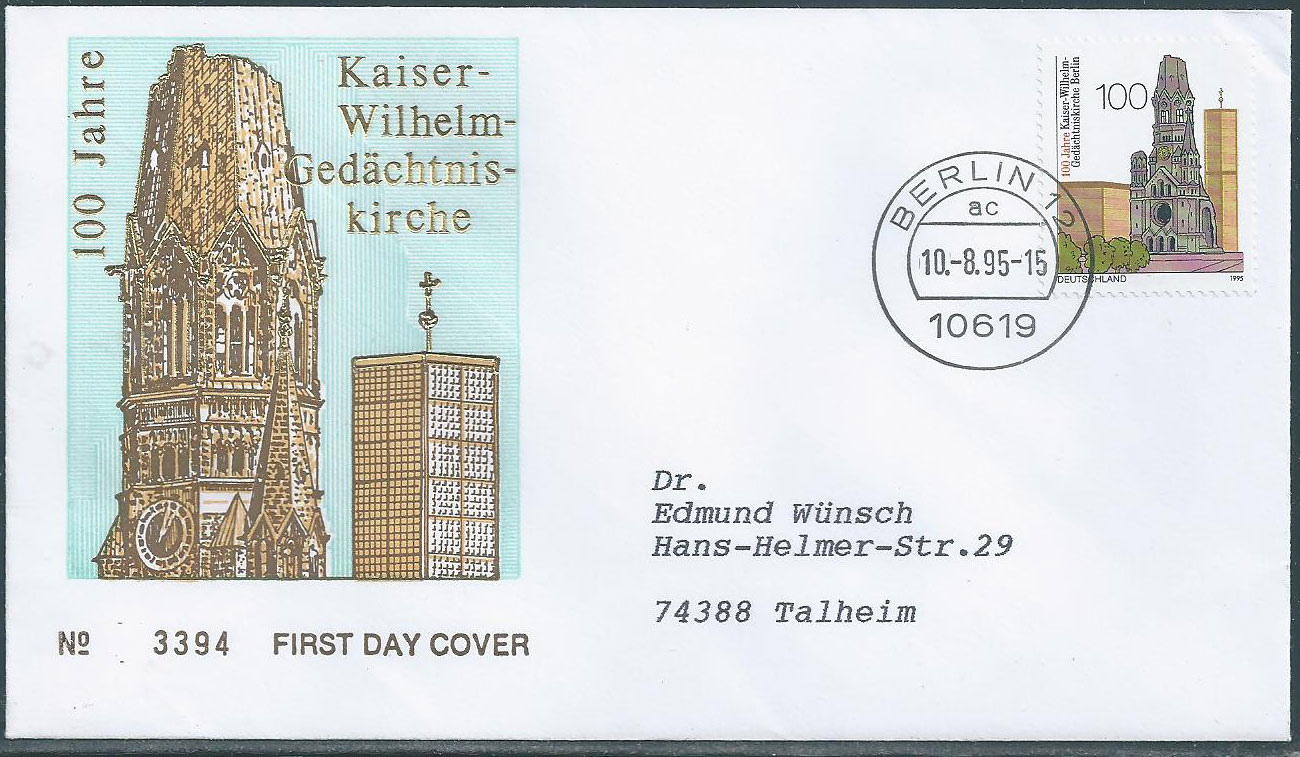 100 Jahre
Kaiser-
Wilhelm-
Gedächtnis-
kirche
100 Jahre Kaiser-Wilhelm-
Gedächtniskirche Berlin
100
DEUTSCHLAND
1995
BERLIN 12
ac
10.-8.95-15
10619
Dr.
Edmund Wünsch
Hans-Helmer-Str.29
74388 Talheim
Nº 3394 FIRST DAY COVER